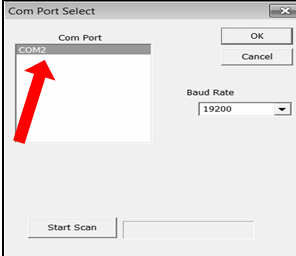 Com Port Select
Com Port
OK
COM2
Cancel
Baud Rate
19200
Start Scan